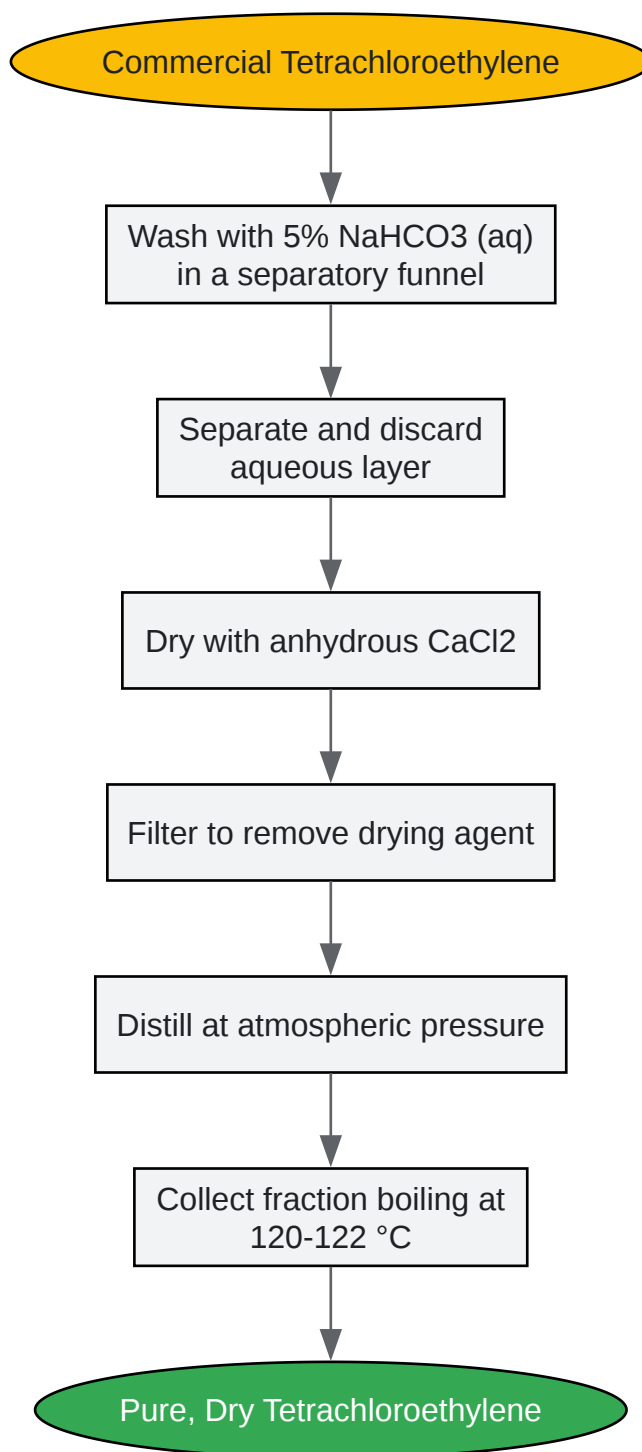 Commercial Tetrachloroethylene
Wash with 5% NaHCO3 (aq)
in a separatory funnel
Separate and discard
aqueous layer
Dry with anhydrous CaCl2
Filter to remove drying agent
Distill at atmospheric pressure
Collect fraction boiling at
120-122 °C
Pure, Dry Tetrachloroethylene